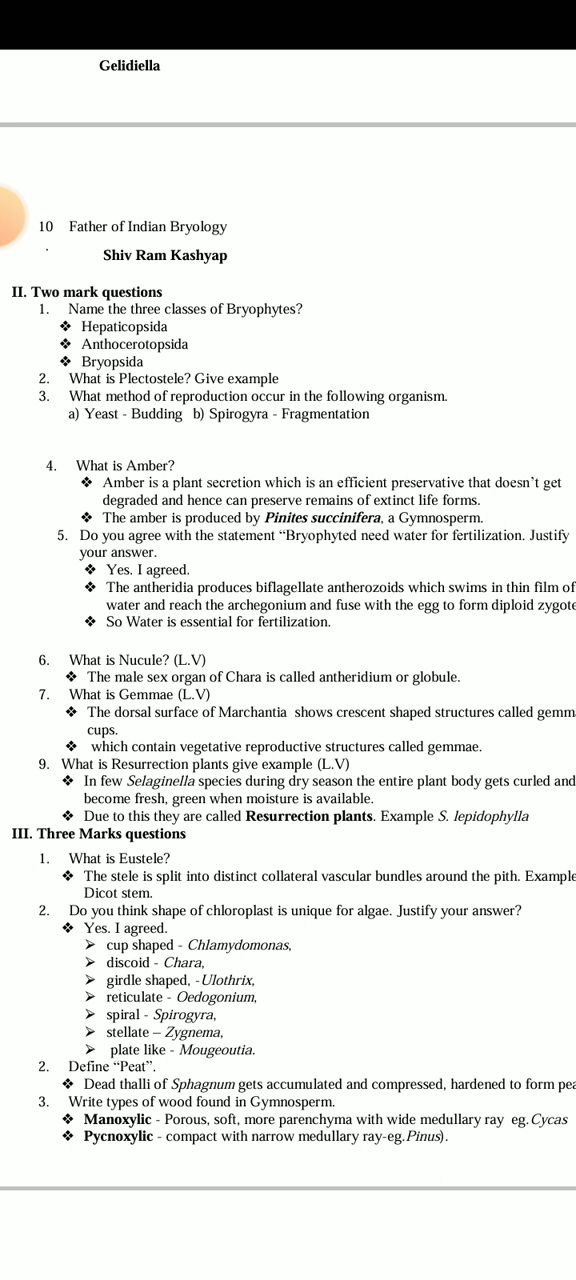 Gelidiella
10 Father of Indian Bryology
.
Shiv Ram Kashyap
II. Two mark questions
1. Name the three classes of Bryophytes?
❖ Hepaticopsida
❖ Anthocerotopsida
❖ Bryopsida
2. What is Plectostele? Give example
3. What method of reproduction occur in the following organism.
a) Yeast - Budding b) Spirogyra - Fragmentation
4. What is Amber?
❖ Amber is a plant secretion which is an efficient preservative that doesn't get
degraded and hence can preserve remains of extinct life forms.
❖ The amber is produced by Pinites succinifera, a Gymnosperm.
5. Do you agree with the statement “Bryophyted need water for fertilization. Justify
your answer.
❖ Yes. I agreed.
❖ The antheridia produces biflagellate antherozoids which swims in thin film of
water and reach the archegonium and fuse with the egg to form diploid zygote
❖ So Water is essential for fertilization.
6. What is Nucule? (L.V)
❖ The male sex organ of Chara is called antheridium or globule.
7. What is Gemmae (L.V)
❖ The dorsal surface of Marchantia shows crescent shaped structures called gemma
cups.
❖ which contain vegetative reproductive structures called gemmae.
9. What is Resurrection plants give example (L.V)
❖ In few Selaginella species during dry season the entire plant body gets curled and
become fresh, green when moisture is available.
❖ Due to this they are called Resurrection plants. Example S. lepidophylla
III. Three Marks questions
1. What is Eustele?
❖ The stele is split into distinct collateral vascular bundles around the pith. Example
Dicot stem.
2. Do you think shape of chloroplast is unique for algae. Justify your answer?
❖ Yes. I agreed.
➢ cup shaped - Chlamydomonas,
➢ discoid - Chara,
➢ girdle shaped, -Ulothrix,
➢ reticulate - Oedogonium,
➢ spiral - Spirogyra,
➢ stellate – Zygnema,
➢ plate like - Mougeoutia.
2. Define “Peat”.
❖ Dead thalli of Sphagnum gets accumulated and compressed, hardened to form pea
3. Write types of wood found in Gymnosperm.
❖ Manoxylic - Porous, soft, more parenchyma with wide medullary ray eg.Cycas
❖ Pycnoxylic - compact with narrow medullary ray-eg.Pinus).